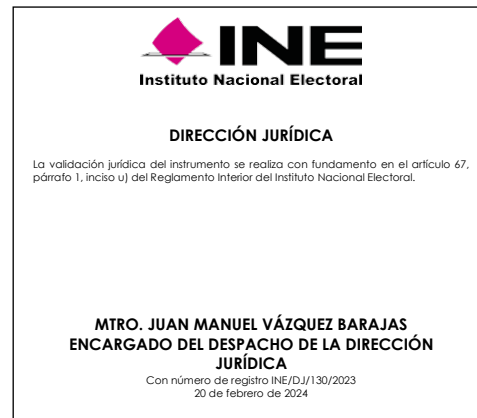 INE
Instituto Nacional Electoral
DIRECCIÓN JURÍDICA
La validación jurídica del instrumento se realiza con fundamento en el artículo 67,
párrafo 1, inciso u) del Reglamento Interior del Instituto Nacional Electoral.
MTRO. JUAN MANUEL VÁZQUEZ BARAJAS
ENCARGADO DEL DESPACHO DE LA DIRECCIÓN
JURÍDICA
Con número de registro INE/DJ/130/2023
20 de febrero de 2024